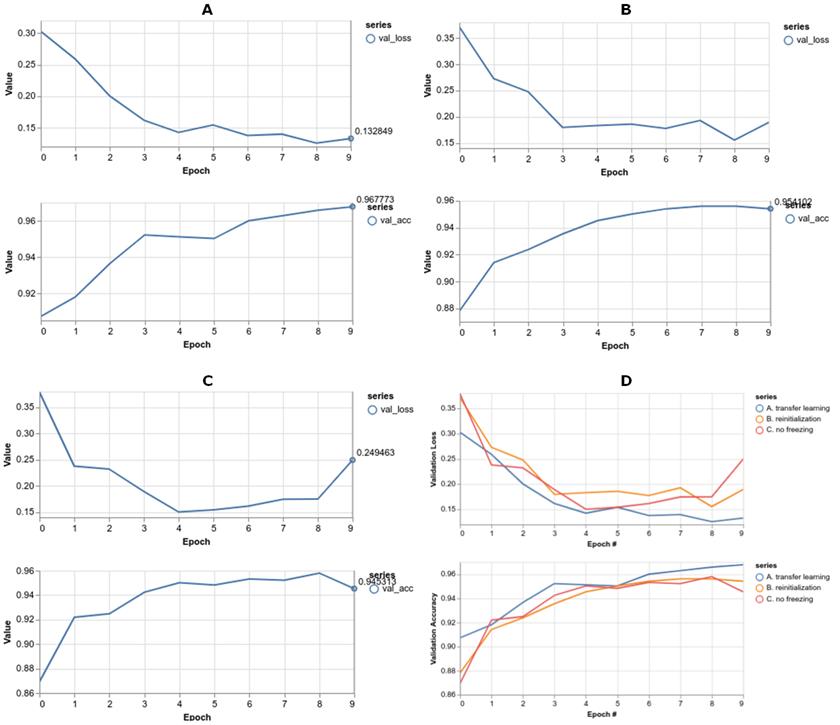 A
series
val_loss
0.30
0.25
0.20
0.15
Value
0.132849
0 1 2 3 4 5 6 7 8 9
Epoch
0.967773
series
val_acc
0.96
0.94
0.92
Value
0 1 2 3 4 5 6 7 8 9
Epoch
B
series
val_loss
0.35
0.30
0.25
0.20
0.15
Value
0 1 2 3 4 5 6 7 8 9
Epoch
0.954102
series
val_acc
0.96
0.94
0.92
0.90
0.88
Value
0 1 2 3 4 5 6 7 8 9
Epoch
C
series
val_loss
0.35
0.30
0.25
0.20
0.15
Value
0.249463
0 1 2 3 4 5 6 7 8 9
Epoch
series
0.945313
val_acc
0.96
0.94
0.92
0.90
0.88
0.86
Value
0 1 2 3 4 5 6 7 8 9
Epoch
D
series
A. transfer learning
B. reinitialization
C. no freezing
0.35
0.30
0.25
0.20
0.15
Validation Loss
0 1 2 3 4 5 6 7 8 9
Epoch #
series
A. transfer learning
B. reinitialization
C. no freezing
0.96
0.94
0.92
0.90
0.88
0.86
Validation Accuracy
0 1 2 3 4 5 6 7 8 9
Epoch #